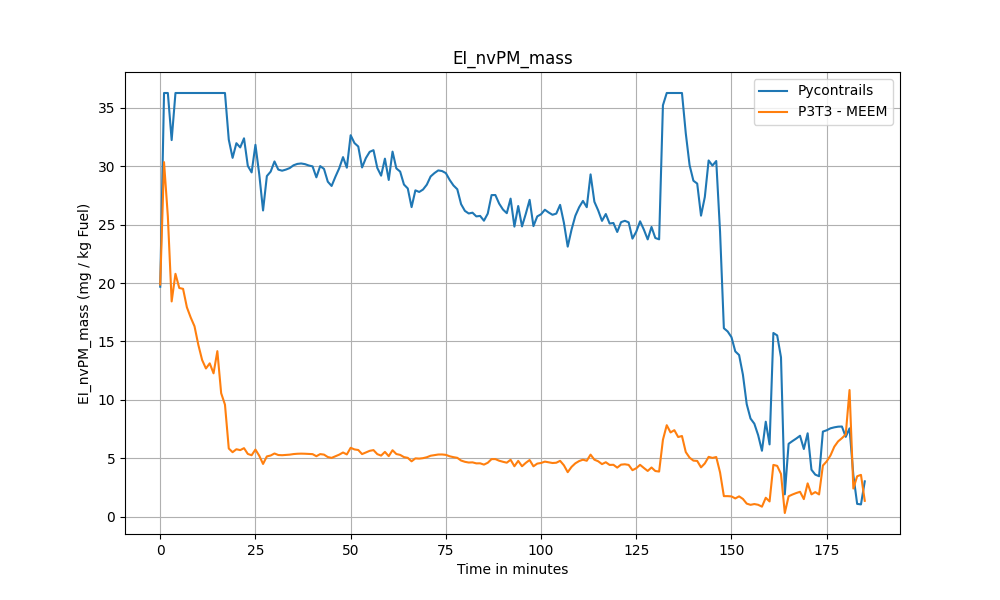 EI_nvPM_mass
Pycontrails
P3T3 - MEEM
EI_nvPM_mass (mg / kg Fuel)
35
30
25
20
15
10
5
0
0 25 50 75 100 125 150 175
Time in minutes